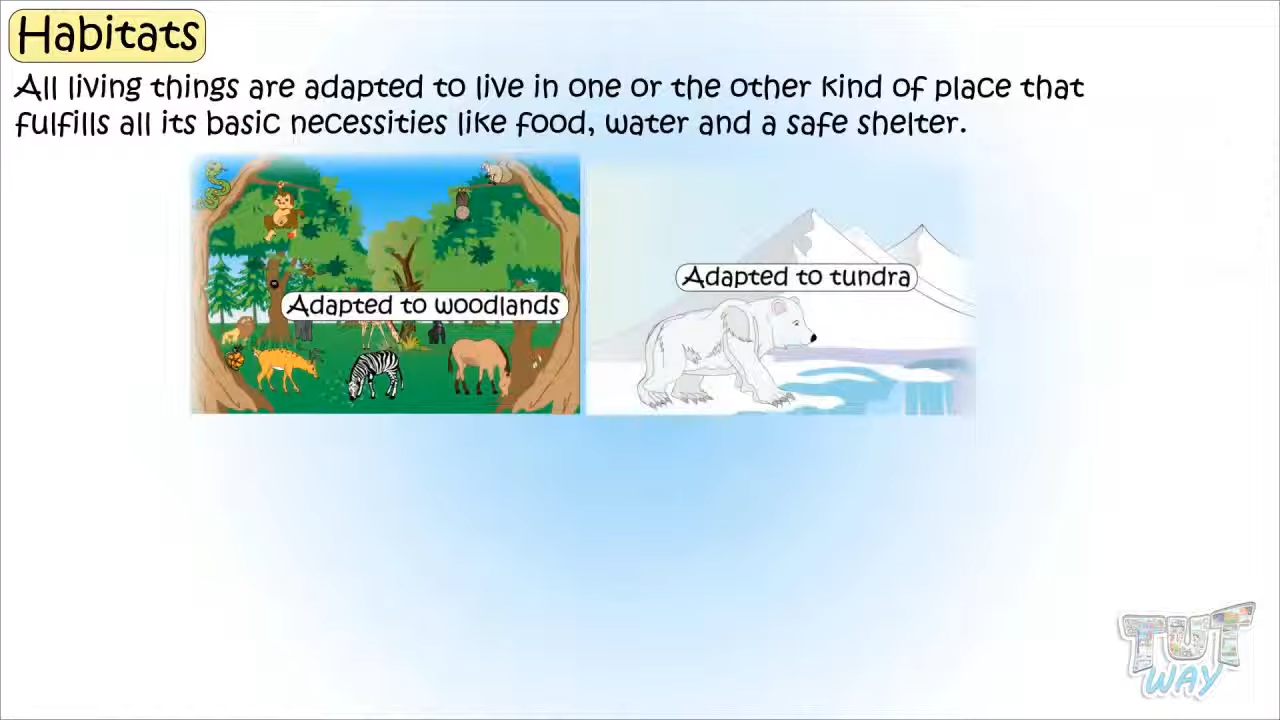 Habitats
All living things are adapted to live in one or the other kind of place that
fulfills all its basic necessities like food, water and a safe shelter.
Adapted to woodlands
Adapted to tundra
TUT
WAY